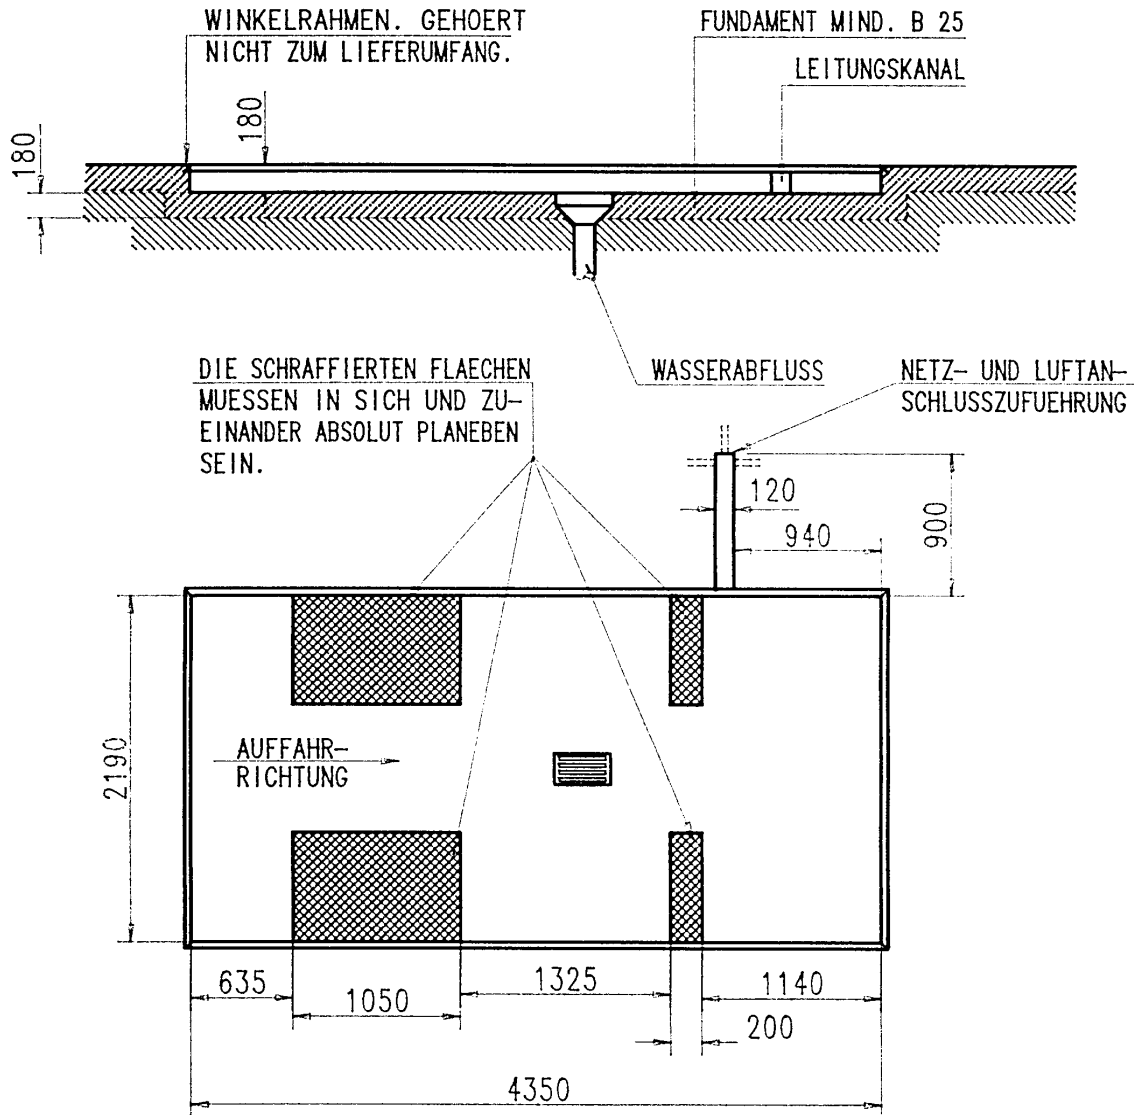 WINKELRAHMEN. GEHOERT
NICHT ZUM LIEFERUMFANG.
FUNDAMENT MIND. B 25
LEITUNGSKANAL
180
180
DIE SCHRAFFIERTEN FLAECHEN
MUESSEN IN SICH UND ZU-
EINANDER ABSOLUT PLANEBEN
SEIN.
WASSERABFLUSS
NETZ- UND LUFTAN-
SCHLUSSZUFUEHRUNG
120
940
900
2190
AUFFAHR-
RICHTUNG
635
1050
1325
200
1140
4350